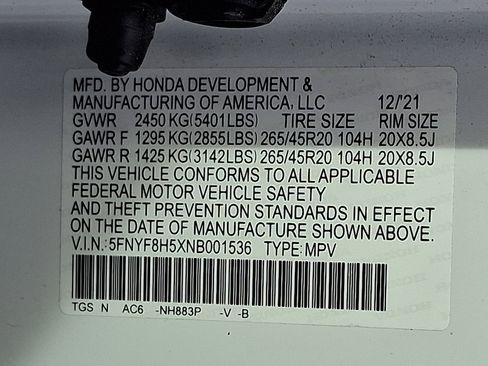 MFD. BY HONDA DEVELOPMENT &
MANUFACTURING OF AMERICA, LLC 12/'21
GVWR 2450 KG(5401LBS) TIRE SIZE RIM SIZE
GAWR F 1295 KG(2855LBS) 265/45R20 104H 20X8.5J
GAWR R 1425 KG(3142LBS) 265/45R20 104H 20X8.5J
THIS VEHICLE CONFORMS TO ALL APPLICABLE
FEDERAL MOTOR VEHICLE SAFETY
AND THEFT PREVENTION STANDARDS IN EFFECT
ON THE DATE OF MANUFACTURE SHOWN ABOVE.
V.I.N.:5FNYF8H5XNB001536 TYPE:MPV
TGS N AC6 -NH883P -V -B